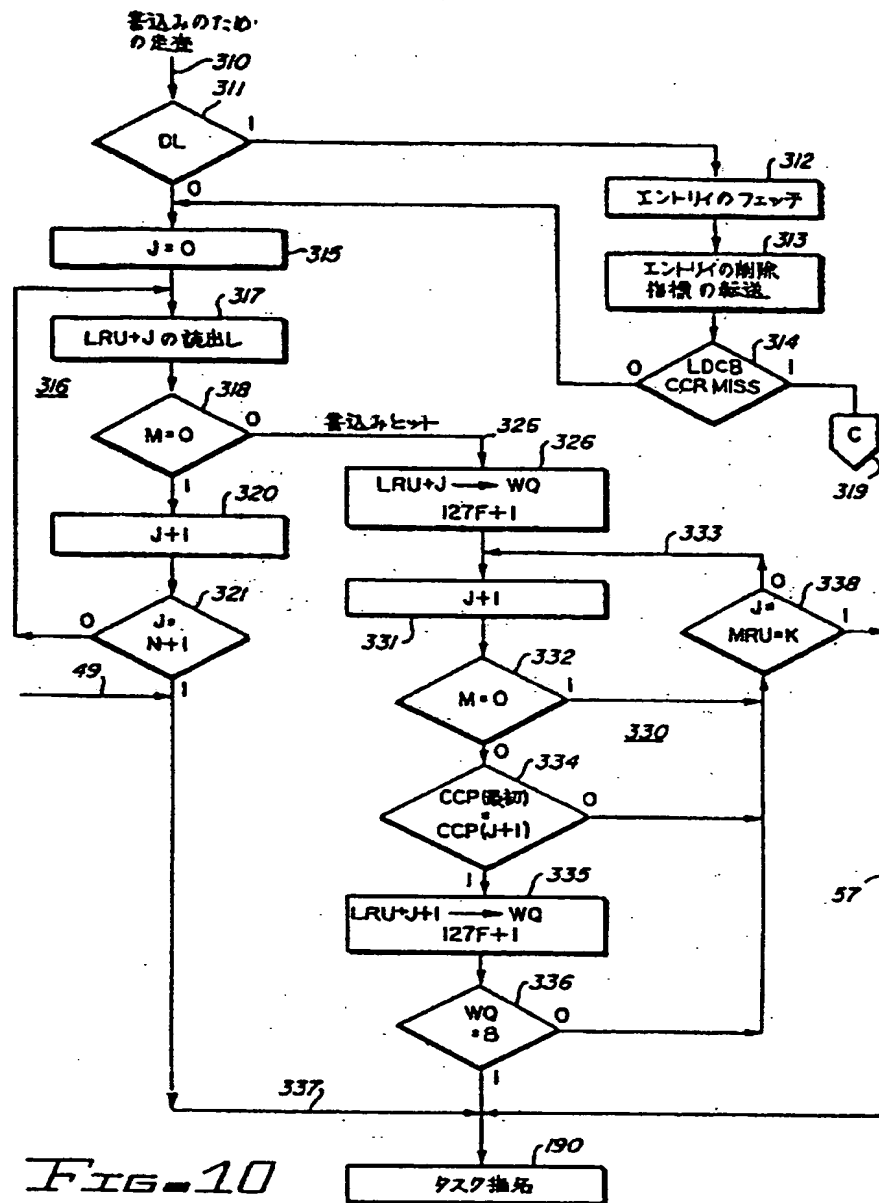 書込みのため
の走査
310
311
DL
1
0
312
エントリイのフェッチ
313
エントリイの削除
指標の転送
314
LDCB
CCR MISS
0
1
C
319
J=0
315
317
LRU+Jの読出し
316
318
M=0
0
1
書込みヒット
325
326
LRU+J → WQ
127F+1
320
J+1
321
J=
N+1
0
1
49
333
J+1
331
338
J=
MRU=K
0
1
332
M=0
1
0
330
334
CCP(最初)
=
CCP(J+1)
0
1
335
LRU+J+1 → WQ
127F+1
57
336
WQ
=8
0
1
337
190
タスク指名
FIG-10